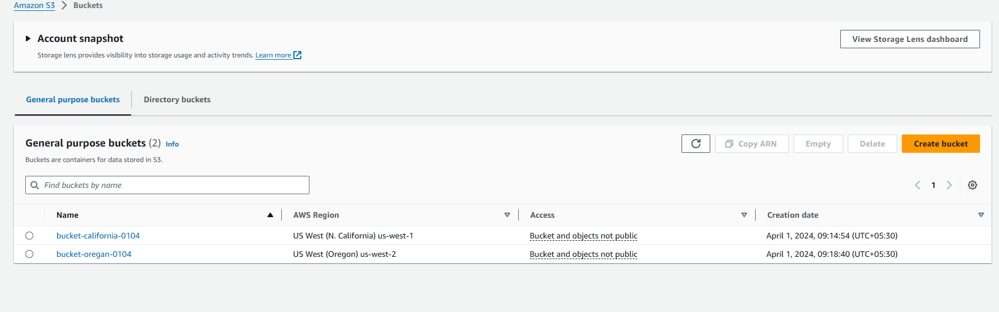 Amazon S3 > Buckets
Account snapshot
View Storage Lens dashboard
Storage lens provides visibility into storage usage and activity trends. Learn more
General purpose buckets
Directory buckets
General purpose buckets (2) Info
Copy ARN
Empty
Delete
Create bucket
Buckets are containers for data stored in S3.
Find buckets by name
1
Name AWS Region Access Creation date
bucket-california-0104 US West (N. California) us-west-1 Bucket and objects not public April 1, 2024, 09:14:54 (UTC+05:30)
bucket-oregan-0104 US West (Oregon) us-west-2 Bucket and objects not public April 1, 2024, 09:18:40 (UTC+05:30)